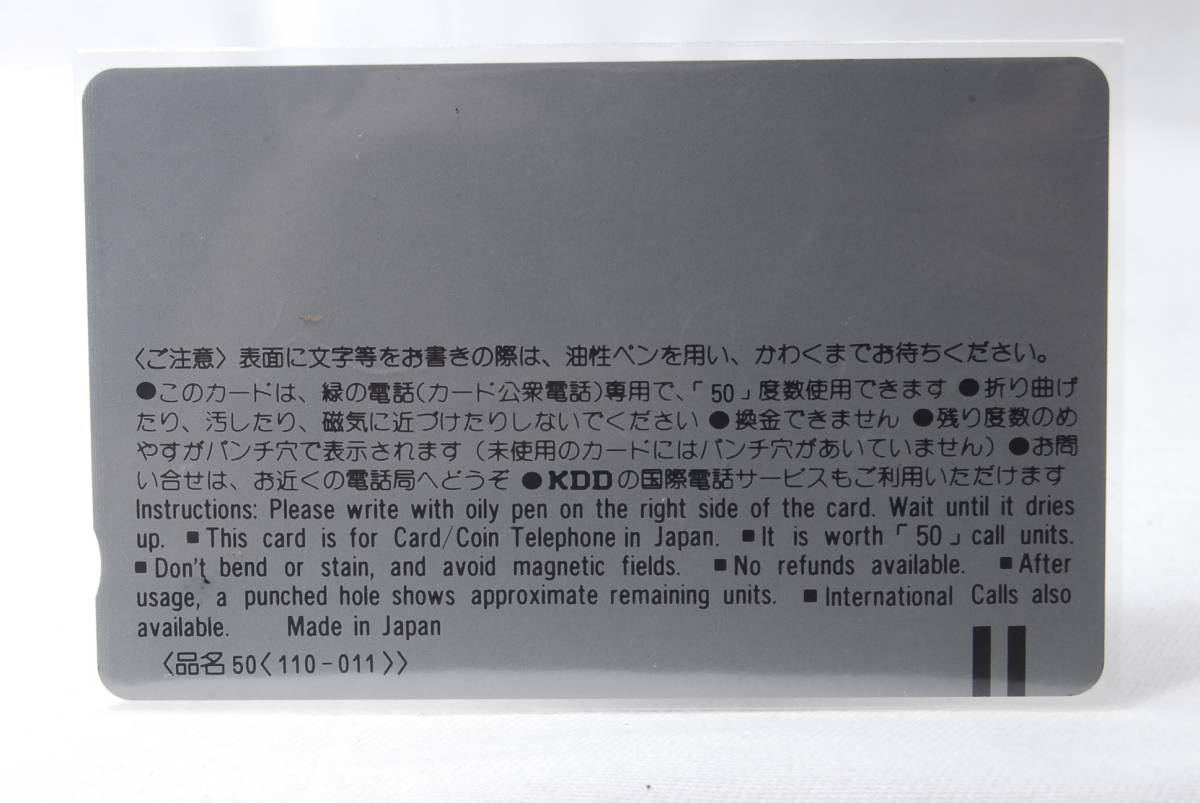 〈ご注意〉表面に文字等をお書きの際は、油性ペンを用い、かわくまでお待ちください。
●このカードは、緑の電話(カード公衆電話)専用で、「50」度数使用できます ●折り曲げ
たり、汚したり、磁気に近づけたりしないでください ●換金できません ●残り度数のめ
やすがパンチ穴で表示されます(未使用のカードにはパンチ穴があいていません) ●お問
い合せは、お近くの電話局へどうぞ ●KDDの国際電話サービスもご利用いただけます
Instructions: Please write with oily pen on the right side of the card. Wait until it dries
up. ■This card is for Card/Coin Telephone in Japan. ■It is worth「50」call units.
■Don't bend or stain, and avoid magnetic fields. ■No refunds available. ■After
usage, a punched hole shows approximate remaining units. ■International Calls also
available. Made in Japan
〈品名 50〈110-011〉〉